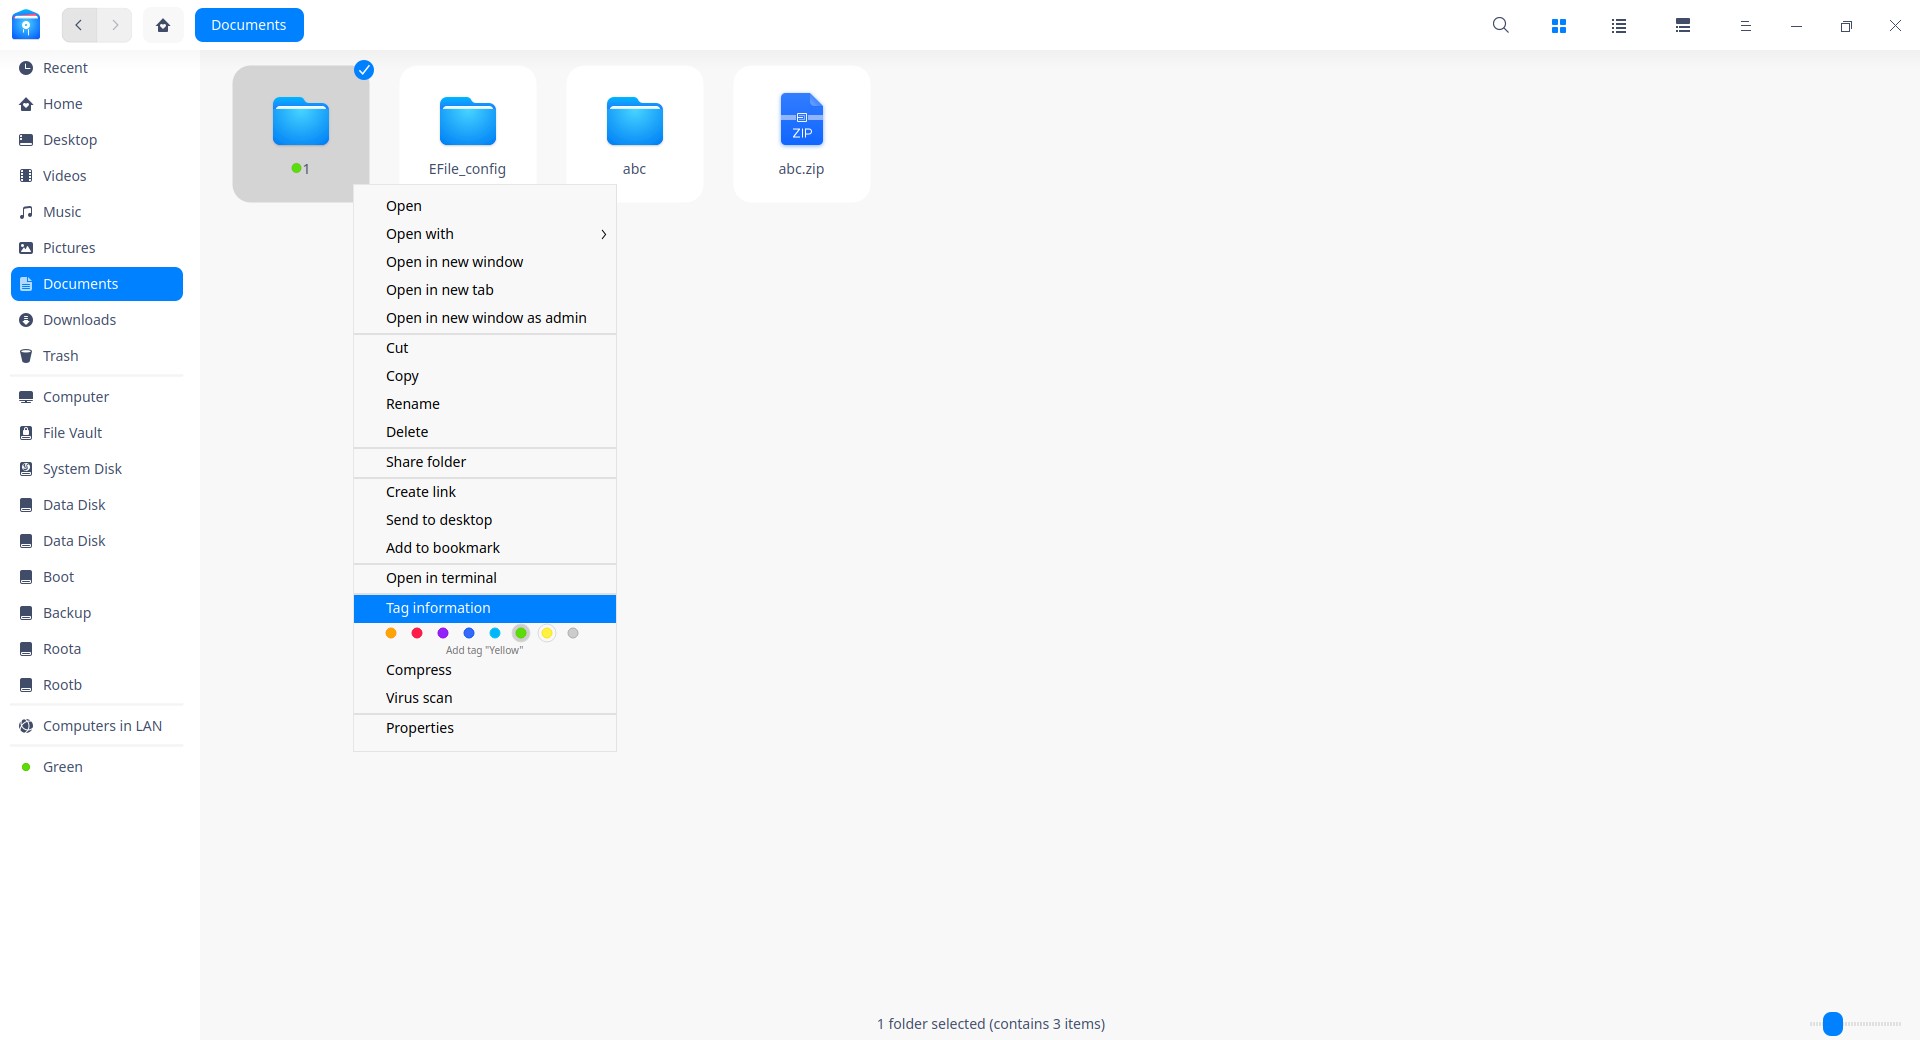 Documents
Recent
Home
Desktop
Videos
Music
Pictures
Documents
Downloads
Trash
Computer
File Vault
System Disk
Data Disk
Data Disk
Boot
Backup
Roota
Rootb
Computers in LAN
Green
1
EFile_config
abc
abc.zip
ZIP
Open
Open with
Open in new window
Open in new tab
Open in new window as admin
Cut
Copy
Rename
Delete
Share folder
Create link
Send to desktop
Add to bookmark
Open in terminal
Tag information
Add tag "Yellow"
Compress
Virus scan
Properties
1 folder selected (contains 3 items)